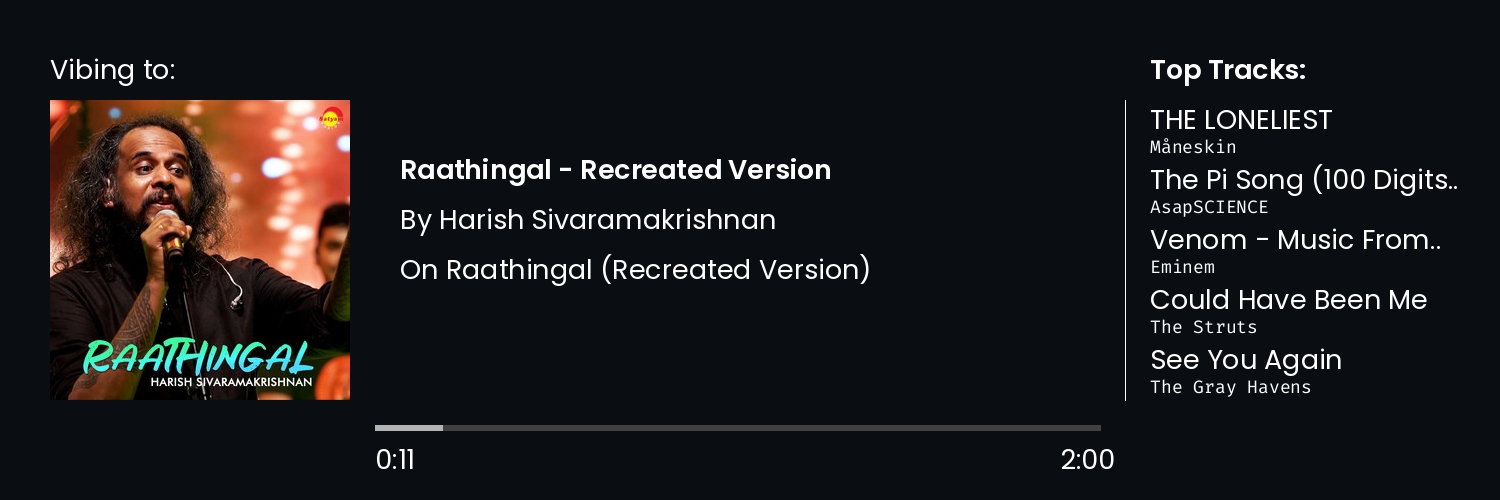 Vibing to:
Satyam
RAATHINGAL
HARISH SIVARAMAKRISHNAN
Raathingal - Recreated Version
By Harish Sivaramakrishnan
On Raathingal (Recreated Version)
0:11
2:00
Top Tracks:
THE LONELIEST
Måneskin
The Pi Song (100 Digits..
AsapSCIENCE
Venom - Music From..
Eminem
Could Have Been Me
The Struts
See You Again
The Gray Havens